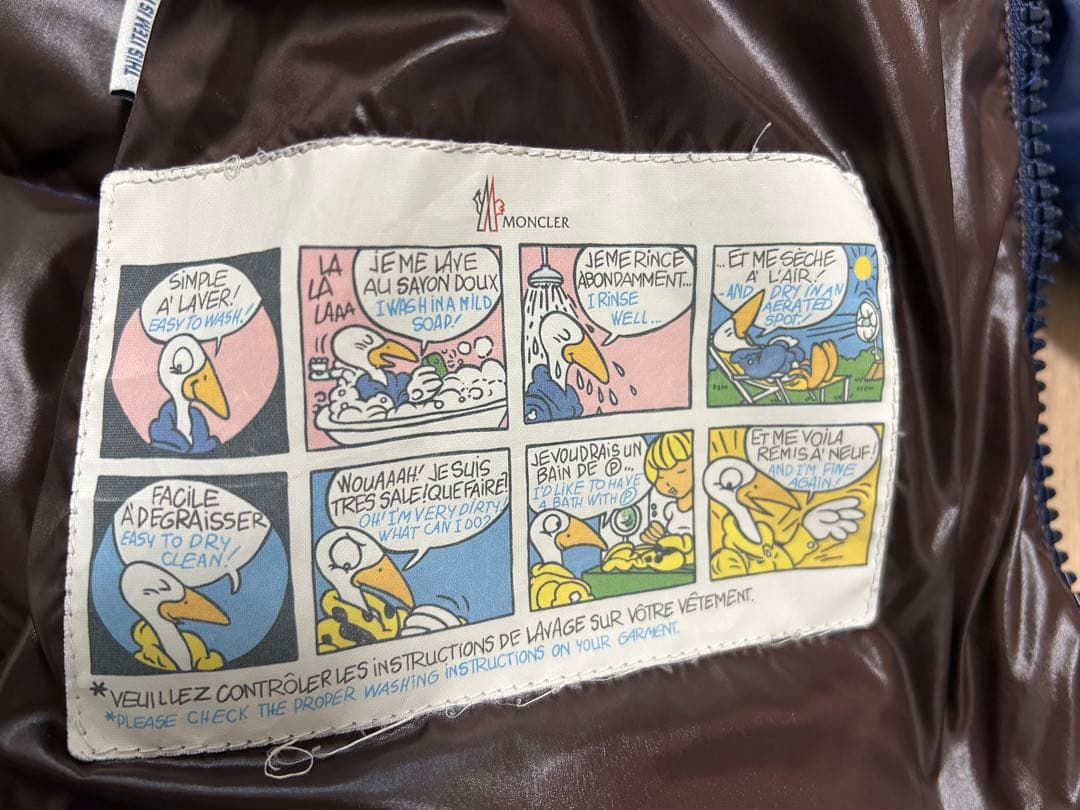 THIS ITEM IS
MONCLER
SIMPLE
A' LAVER!
EASY TO WASH!
LA
LA
LAAA
JE ME LAVE
AU SAYON DOUX
I WASH IN A MILD
SOAP!
JE ME RINCE
ABONDAMMENT...
I RINSE
WELL...
...ET ME SÈCHE
A' L'AIR!
-AND DRY IN AN
AERATED
SPOT!
FACILE
A' DEGRAISSER
EASY TO DRY
CLEAN!
WOUAAAH! JE SUIS
TRES SALE! QUE FAIRE?
OH! I'M VERY DIRTY!
WHAT CAN I DO?
JE VOUDRAIS UN
BAIN DE Ⓟ...
I'D LIKE TO HAVE
A BATH WITH Ⓟ
ET ME VOILA
REMIS A' NEUF!
AND I'M FINE
AGAIN!
*VEUILLEZ CONTRÔLER LES INSTRUCTIONS DE LAVAGE SUR VÔTRE VÊTEMENT.
*PLEASE CHECK THE PROPER WASHING INSTRUCTIONS ON YOUR GARMENT.